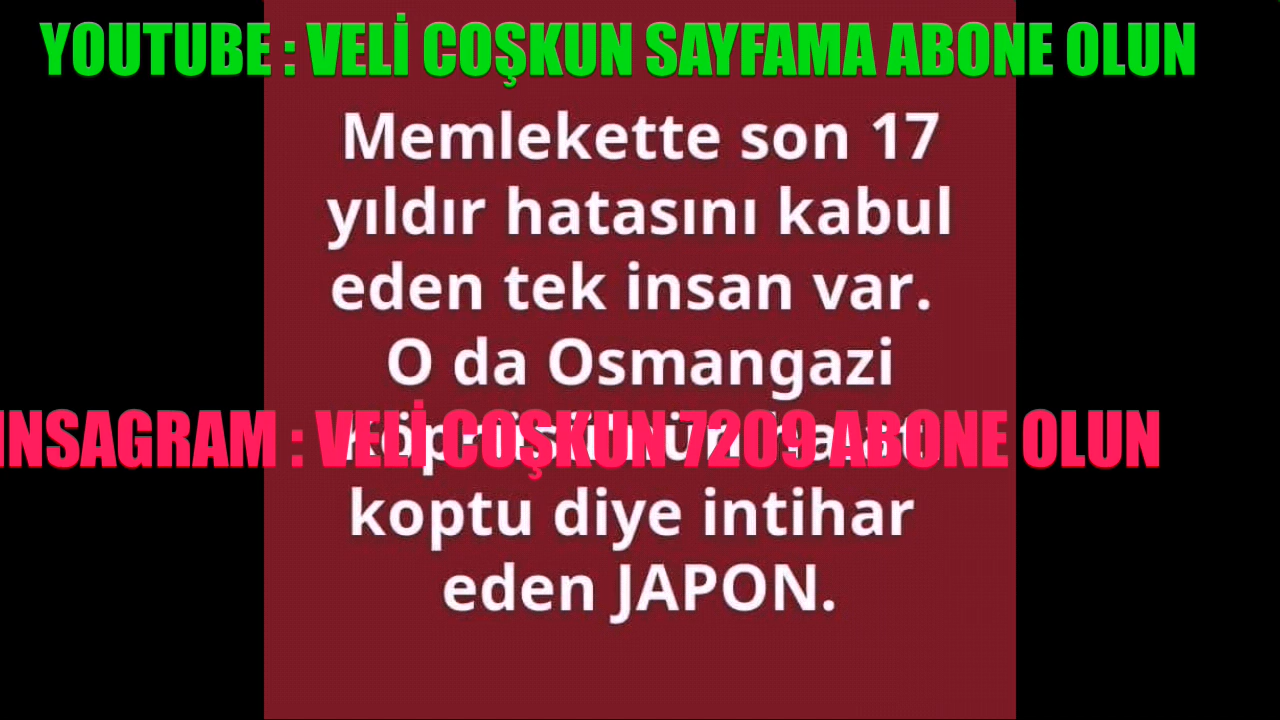 YOUTUBE : VELİ COŞKUN SAYFAMA ABONE OLUN
Memlekette son 17
yıldır hatasını kabul
eden tek insan var.
O da Osmangazi
INSAGRAM : VELİ COŞKUN 7209 ABONE OLUN
koptu diye intihar
eden JAPON.